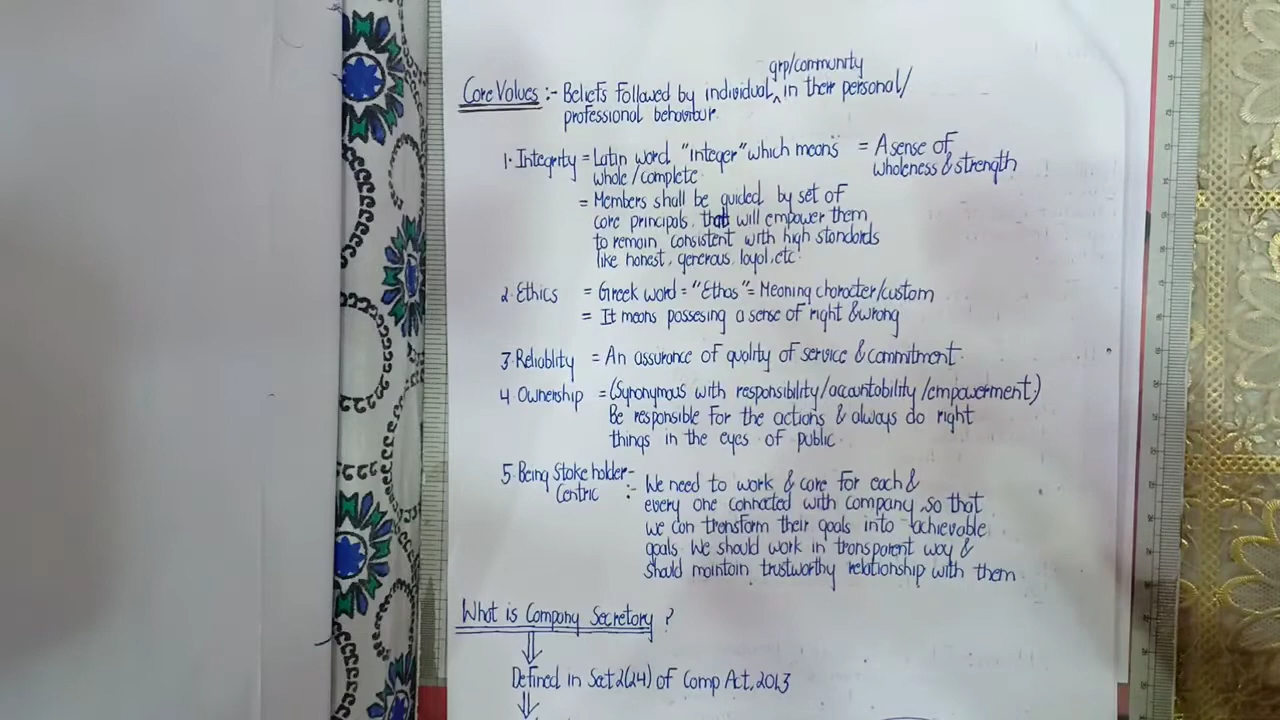 grp/community
Core Values :- Beliefs followed by individual ^ in their personal/
professional behaviour.
1. Integrity = Latin word "Integer" which means = A sense of
whole/complete wholeness & strength
= Members shall be guided by set of
core principals that will empower them
to remain consistent with high standards
like honest, generous, loyal, etc.
2. Ethics = Greek word = "Ethos" = Meaning character/custom
= It means possesing a sense of right & wrong
3. Reliablity = An assurance of quality of service & commitment.
4. Ownership = (Synonymous with responsibility/accountability/empowerment)
Be responsible for the actions & always do right
things in the eyes of public.
5. Being Stakeholder-
Centric :- We need to work & care for each &
every one connected with company so that
we can transform their goals into achievable
goals. We should work in transparent way &
should maintain trustworthy relationship with them
What is Company Secretary ?
Defined in Sec 2(24) of Comp Act, 2013